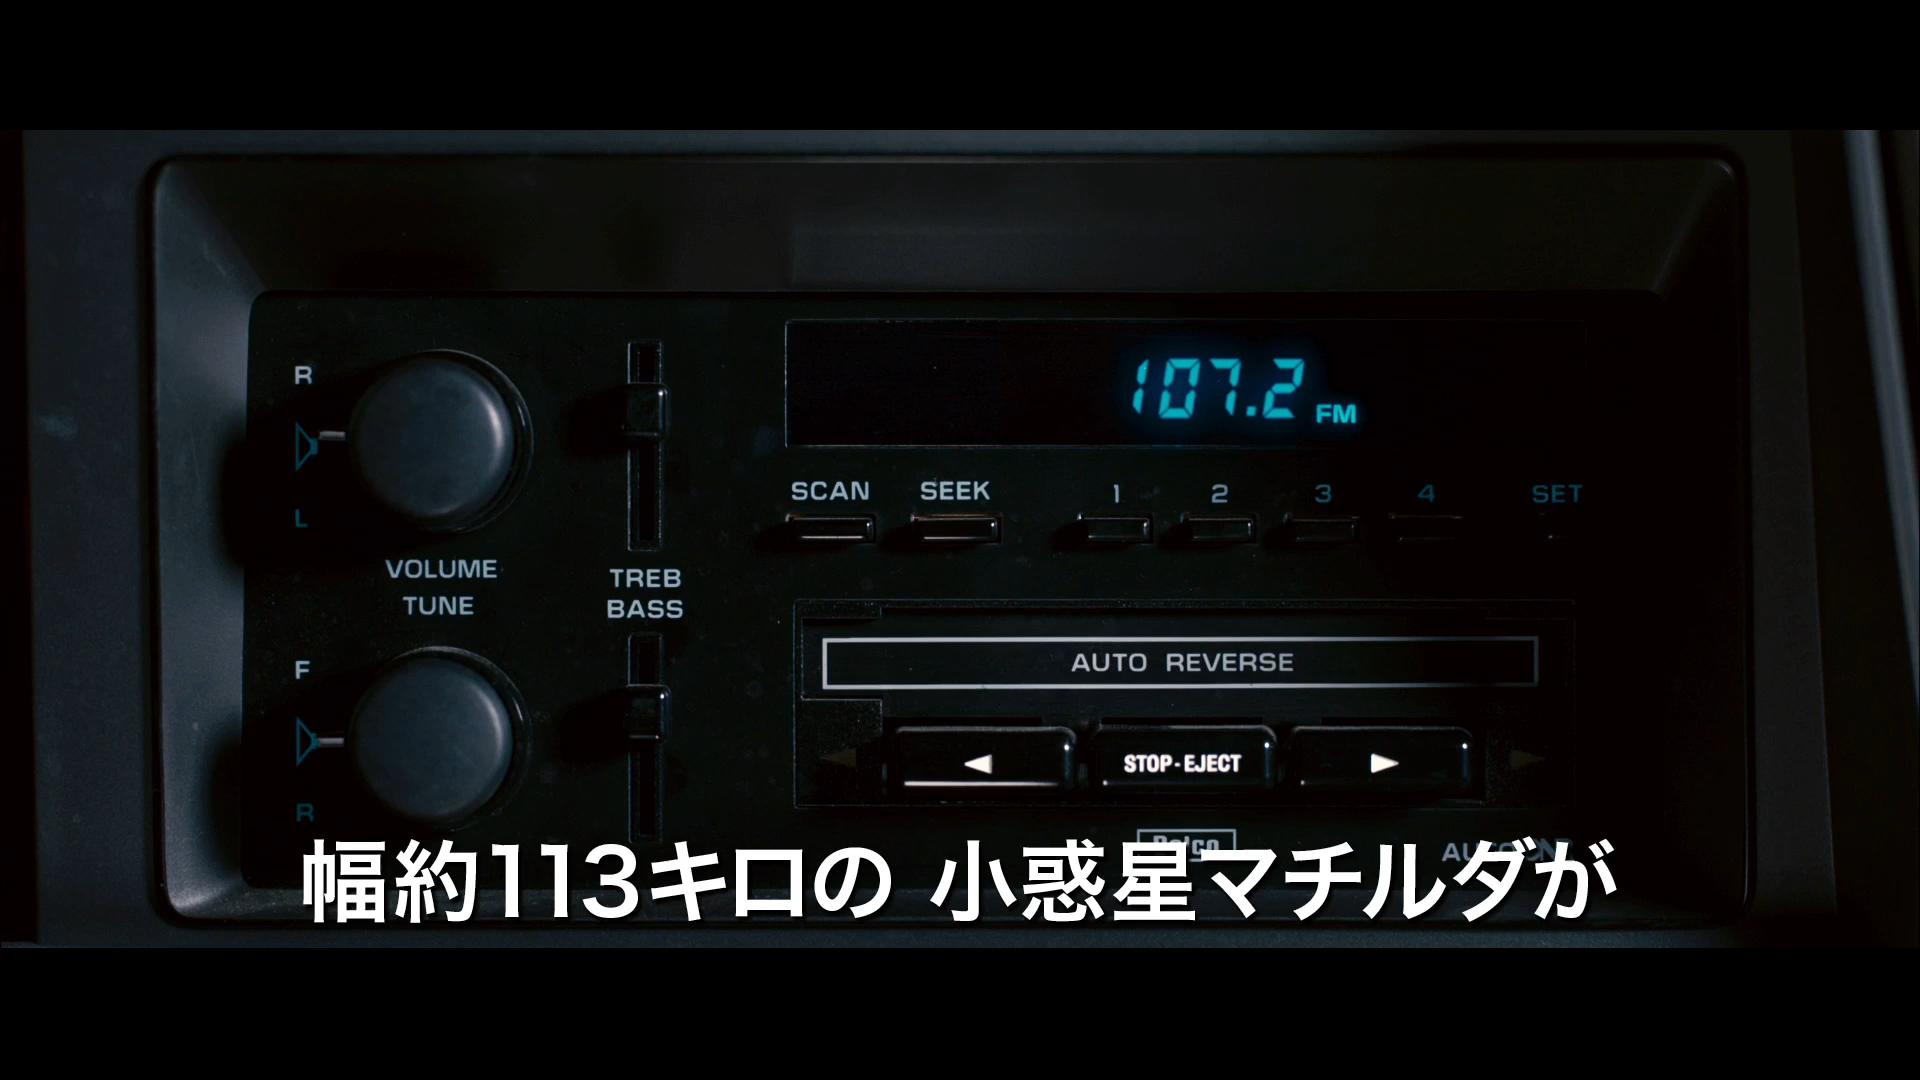 107.2 FM
R
SCAN SEEK 1 2 3 4 SET
L
VOLUME
TUNE
TREB
BASS
AUTO REVERSE
F
STOP-EJECT
R
幅約113キロの 小惑星マチルダが